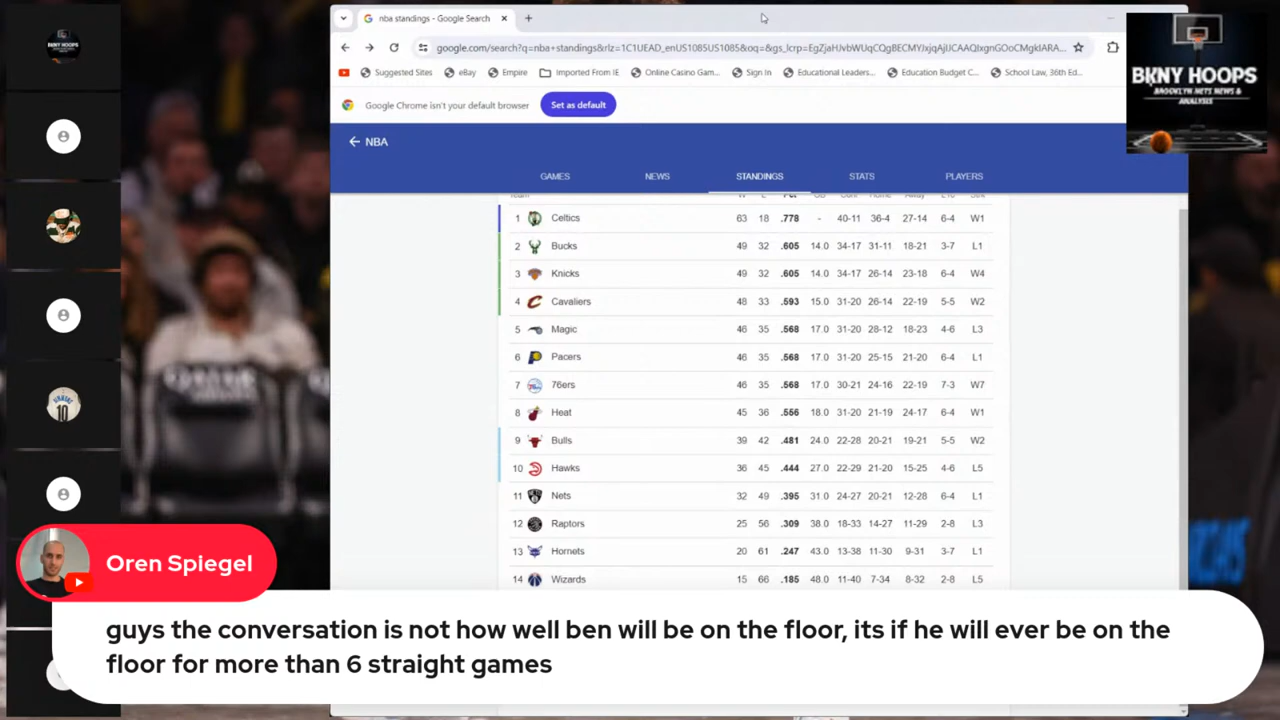 nba standings - Google Search
google.com/search?q=nba+standings&rlz=1C1UEAD_enUS1085US1085&oq=&gs_lcrp=
Suggested Sites eBay Empire Imported From IE Online Casino Gam... Sign In Educational Leaders... Education Budget C... School Law, 36th Ed...
Google Chrome isn't your default browser Set as default
BKNY HOOPS
BROOKLYN NETS NEWS &
ANALYSIS
NBA
GAMES NEWS STANDINGS STATS PLAYERS
1 Celtics 63 18 .778 - 40-11 36-4 27-14 6-4 W1
2 Bucks 49 32 .605 14.0 34-17 31-11 18-21 3-7 L1
3 Knicks 49 32 .605 14.0 34-17 26-14 23-18 6-4 W4
4 Cavaliers 48 33 .593 15.0 31-20 26-14 22-19 5-5 W2
5 Magic 46 35 .568 17.0 31-20 28-12 18-23 4-6 L3
6 Pacers 46 35 .568 17.0 31-20 25-15 21-20 6-4 L1
7 76ers 46 35 .568 17.0 30-21 24-16 22-19 7-3 W7
8 Heat 45 36 .556 18.0 31-20 21-19 24-17 6-4 W1
9 Bulls 39 42 .481 24.0 22-28 20-21 19-21 5-5 W2
10 Hawks 36 45 .444 27.0 22-29 21-20 15-25 4-6 L5
11 Nets 32 49 .395 31.0 24-27 20-21 12-28 6-4 L1
12 Raptors 25 56 .309 38.0 18-33 14-27 11-29 2-8 L3
13 Hornets 20 61 .247 43.0 13-38 11-30 9-31 3-7 L1
14 Wizards 15 66 .185 48.0 11-40 7-34 8-32 2-8 L5
Oren Spiegel
guys the conversation is not how well ben will be on the floor, its if he will ever be on the
floor for more than 6 straight games